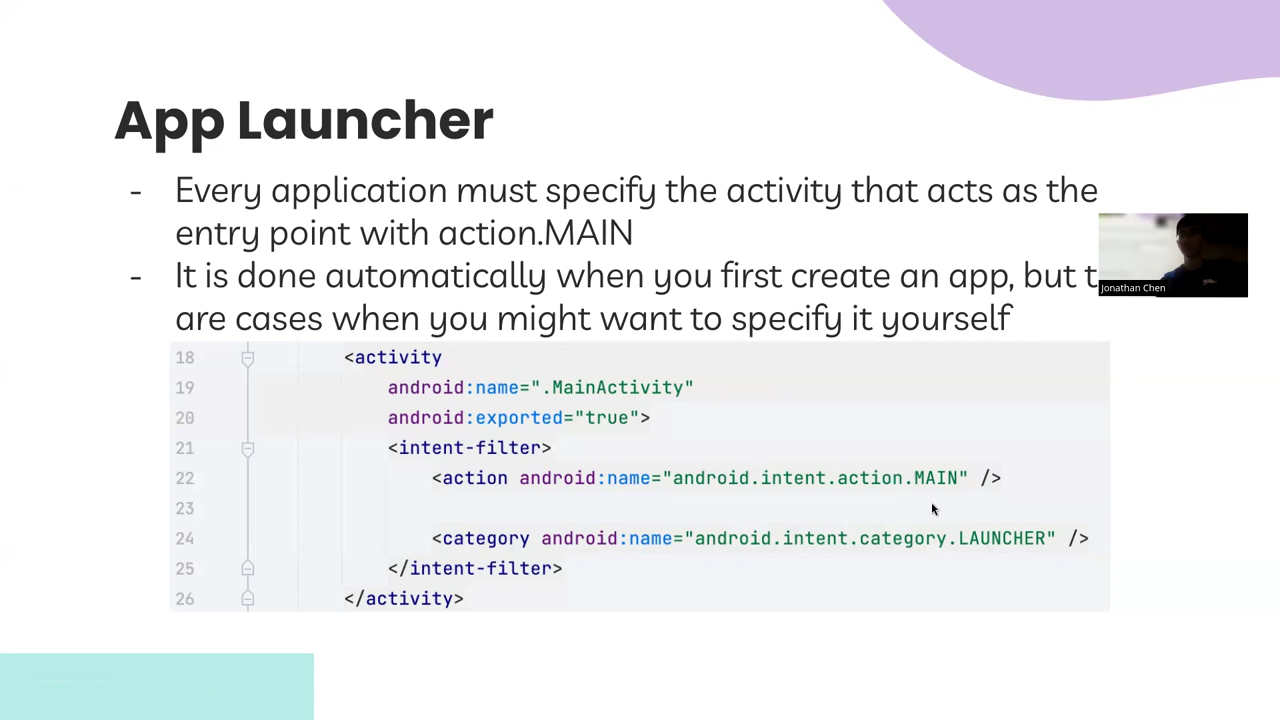 App Launcher
- Every application must specify the activity that acts as the
entry point with action.MAIN
- It is done automatically when you first create an app, but
are cases when you might want to specify it yourself
Jonathan Chen
18 <activity
19 android:name=".MainActivity"
20 android:exported="true">
21 <intent-filter>
22 <action android:name="android.intent.action.MAIN" />
23
24 <category android:name="android.intent.category.LAUNCHER" />
25 </intent-filter>
26 </activity>